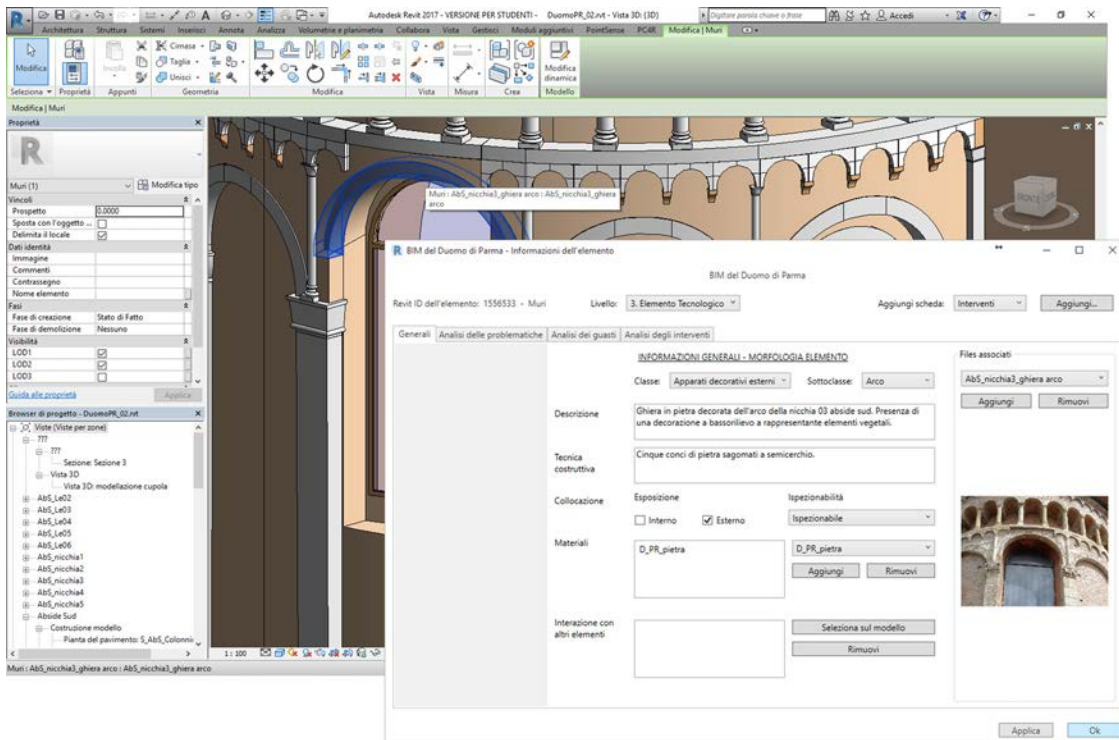 Autodesk Revit 2017 - VERSIONE PER STUDENTI - DuomoPR_02.rvt - Vista 3D: {3D}
Digitare parola chiave o frase
Accedi
Architettura Struttura Sistemi Inserisci Annota Analizza Volumetrie e planimetria Collabora Vista Gestisci Moduli aggiuntivi PointSense PC4R Modifica | Muri
Modifica
Incolla
Cimasa
Taglia
Unisci
Modifica dinamica
Seleziona Proprietà Appunti Geometria Modifica Vista Misura Crea Modello
Modifica | Muri
Proprietà
R
Muri (1)
Modifica tipo
Vincoli
Prospetto 0.0000
Sposta con l'oggetto ...
Delimita il locale
Dati identità
Immagine
Commenti
Contrassegno
Nome elemento
Fasi
Fase di creazione Stato di Fatto
Fase di demolizione Nessuno
Visibilità
LOD1
LOD2
LOD3
Guida alle proprietà
Applica
Browser di progetto - DuomoPR_02.rvt
Viste (Viste per zone)
???
???
Sezione: Sezione 3
Vista 3D
Vista 3D: modellazione cupola
AbS_Le02
AbS_Le03
AbS_Le04
AbS_Le05
AbS_Le06
AbS_nicchia1
AbS_nicchia2
AbS_nicchia3
AbS_nicchia4
AbS_nicchia5
Abside Sud
Costruzione modello
Pianta del pavimento: S_AbS_Colonni
Muri : AbS_nicchia3_ghiera arco : AbS_nicchia3_ghiera arco
1 : 100
Muri : AbS_nicchia3_ghiera arco : AbS_nicchia3_ghiera
arco
FRONTE
R BIM del Duomo di Parma - Informazioni dell'elemento
BIM del Duomo di Parma
Revit ID dell'elemento: 1556533 - Muri
Livello: 3. Elemento Tecnologico
Aggiungi scheda: Interventi
Aggiungi...
Generali Analisi delle problematiche Analisi dei guasti Analisi degli interventi
INFORMAZIONI GENERALI - MORFOLOGIA ELEMENTO
Classe: Apparati decorativi esterni Sottoclasse: Arco
Descrizione
Ghiera in pietra decorata dell'arco della nicchia 03 abside sud. Presenza di
una decorazione a bassorilievo a rappresentante elementi vegetali.
Tecnica
costruttiva
Cinque conci di pietra sagomati a semicerchio.
Collocazione
Esposizione
Interno Esterno
Ispezionabilità
Ispezionabile
Materiali
D_PR_pietra
D_PR_pietra
Aggiungi Rimuovi
Interazione con
altri elementi
Seleziona sul modello
Rimuovi
Files associati
AbS_nicchia3_ghiera arco
Aggiungi Rimuovi
Applica Ok